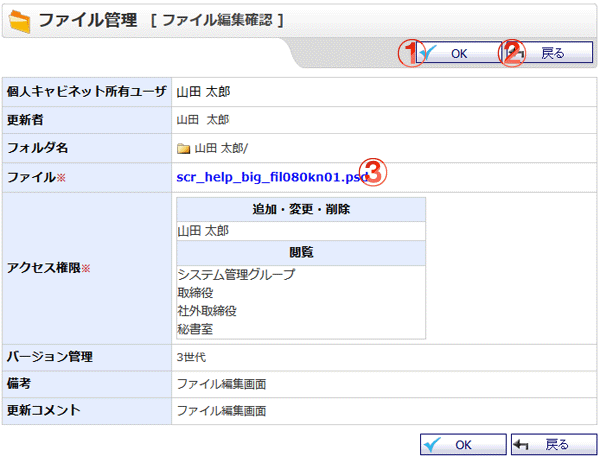 ファイル管理 [ ファイル編集確認 ]
① OK ② 戻る
個人キャビネット所有ユーザ 山田 太郎
更新者 山田 太郎
フォルダ名 山田 太郎/
ファイル※ scr_help_big_fil080kn01.psd ③
追加・変更・削除
山田 太郎
閲覧
アクセス権限※
システム管理グループ
取締役
社外取締役
秘書室
バージョン管理 3世代
備考 ファイル編集画面
更新コメント ファイル編集画面
OK 戻る